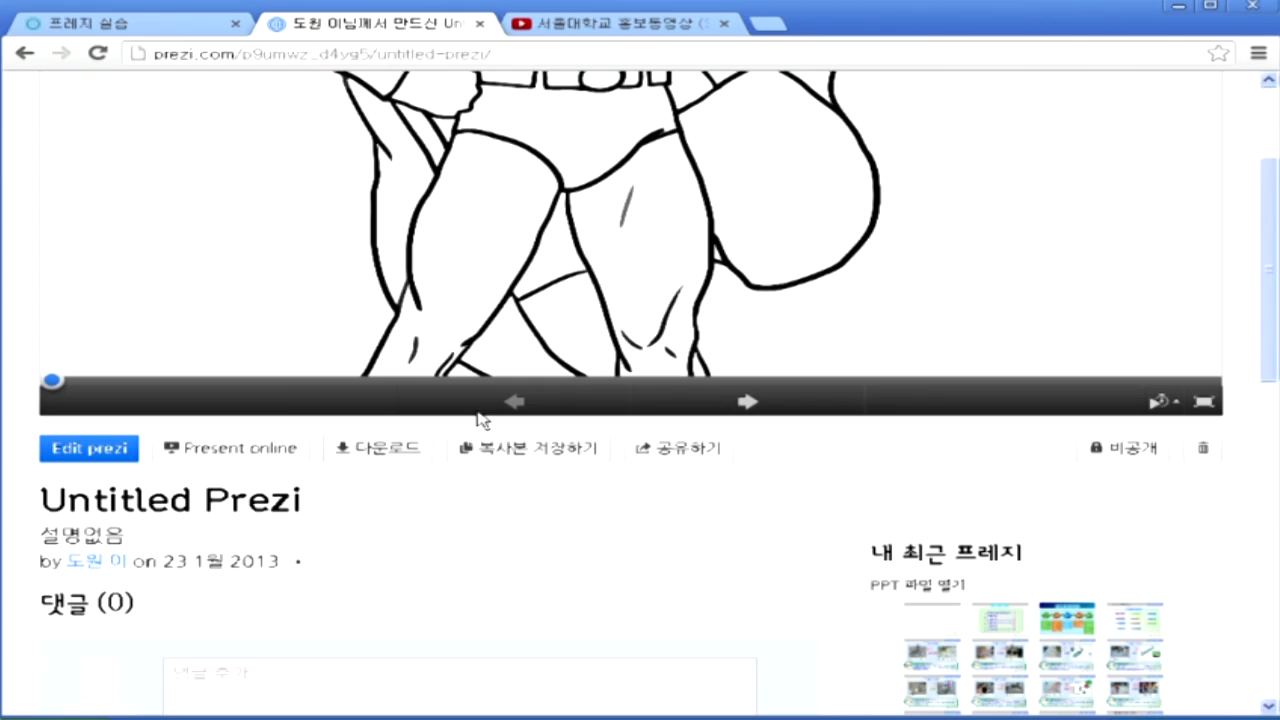 프레지 실습
도원 이님께서 만드신 Un
서울대학교 홍보동영상 (
prezi.com/p9umwz_d4yg5/untitled-prezi/
Edit prezi
Present online
다운로드
복사본 저장하기
공유하기
비공개
Untitled Prezi
설명없음
by 도원 이 on 23 1월 2013 •
댓글 (0)
댓글 추가
내 최근 프레지
PPT 파일 열기